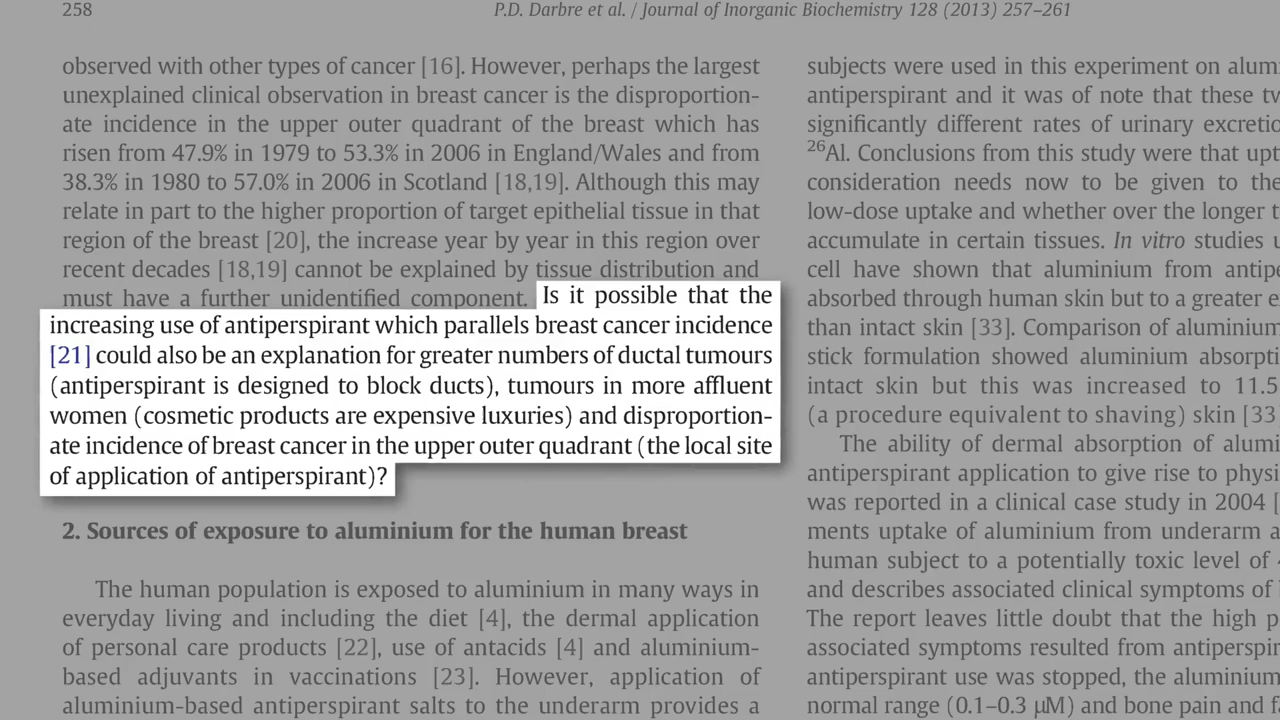 258
P.D. Darbre et al. / Journal of Inorganic Biochemistry 128 (2013) 257–261
observed with other types of cancer [16]. However, perhaps the largest
unexplained clinical observation in breast cancer is the disproportion-
ate incidence in the upper outer quadrant of the breast which has
risen from 47.9% in 1979 to 53.3% in 2006 in England/Wales and from
38.3% in 1980 to 57.0% in 2006 in Scotland [18,19]. Although this may
relate in part to the higher proportion of target epithelial tissue in that
region of the breast [20], the increase year by year in this region over
recent decades [18,19] cannot be explained by tissue distribution and
must have a further unidentified component. Is it possible that the
increasing use of antiperspirant which parallels breast cancer incidence
[21] could also be an explanation for greater numbers of ductal tumours
(antiperspirant is designed to block ducts), tumours in more affluent
women (cosmetic products are expensive luxuries) and disproportion-
ate incidence of breast cancer in the upper outer quadrant (the local site
of application of antiperspirant)?
2. Sources of exposure to aluminium for the human breast
The human population is exposed to aluminium in many ways in
everyday living and including the diet [4], the dermal application
of personal care products [22], use of antacids [4] and aluminium-
based adjuvants in vaccinations [23]. However, application of
aluminium-based antiperspirant salts to the underarm provides a
subjects were used in this experiment on
antiperspirant and it was of note that these
significantly different rates of urinary
26Al. Conclusions from this study were that
consideration needs now to be given to the
low-dose uptake and whether over the longer
accumulate in certain tissues. In vitro studies
cell have shown that aluminium from
absorbed through human skin but to a greater
than intact skin [33]. Comparison of aluminium
stick formulation showed aluminium
intact skin but this was increased to 11.5
(a procedure equivalent to shaving) skin [33
The ability of dermal absorption of
antiperspirant application to give rise to
was reported in a clinical case study in 2004 [
ments uptake of aluminium from underarm a
human subject to a potentially toxic level of
and describes associated clinical symptoms of
The report leaves little doubt that the high
associated symptoms resulted from
antiperspirant use was stopped, the aluminium
normal range (0.1–0.3 μM) and bone pain and